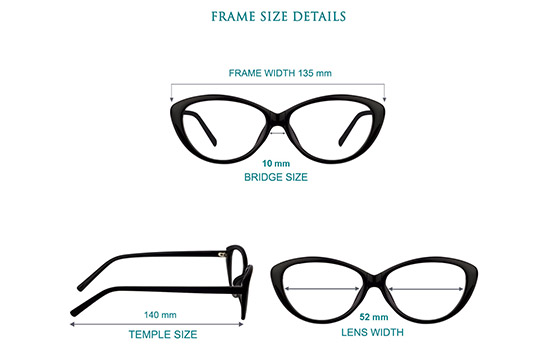 FRAME SIZE DETAILS
FRAME WIDTH 135 mm
10 mm
BRIDGE SIZE
140 mm
TEMPLE SIZE
52 mm
LENS WIDTH